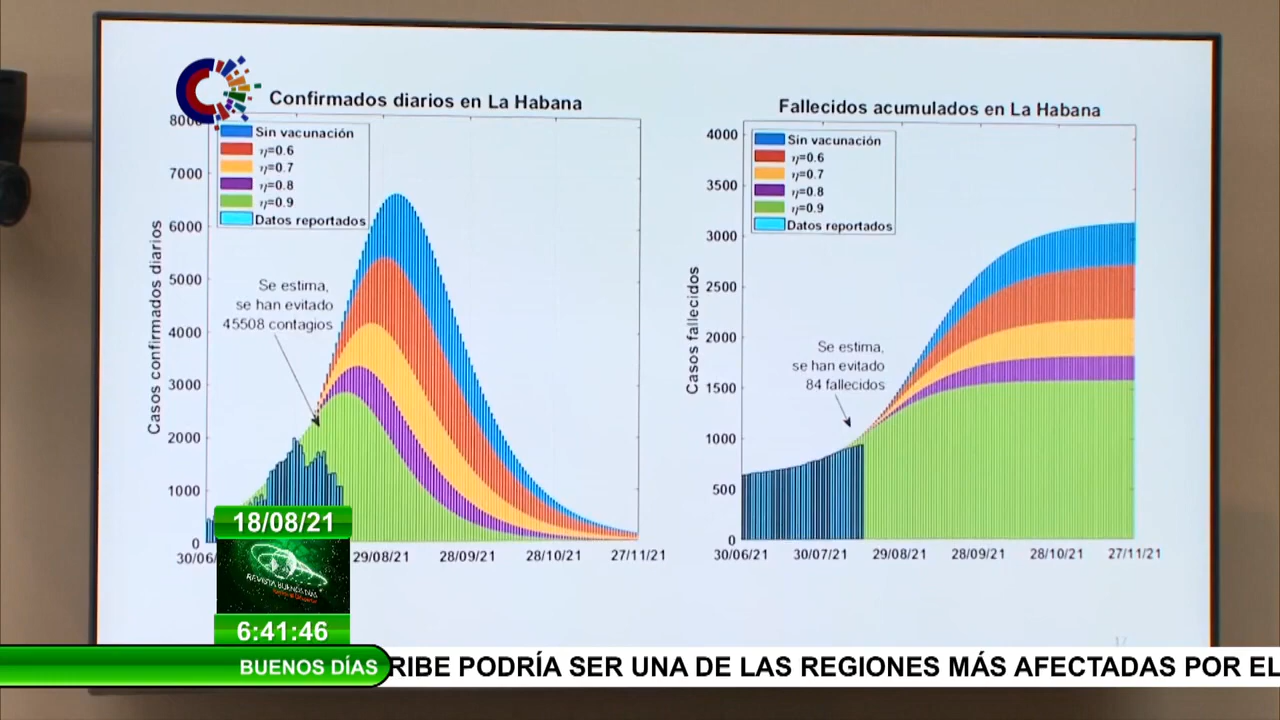 Confirmados diarios en La Habana
8000
7000
6000
5000
4000
3000
2000
1000
0
Casos confirmados diarios
Sin vacunación
η=0.6
η=0.7
η=0.8
η=0.9
Datos reportados
Se estima,
se han evitado
45508 contagios
30/06
29/08/21
28/09/21
28/10/21
27/11/21
Fallecidos acumulados en La Habana
4000
3500
3000
2500
2000
1500
1000
500
0
Casos fallecidos
Sin vacunación
η=0.6
η=0.7
η=0.8
η=0.9
Datos reportados
Se estima,
se han evitado
84 fallecidos
30/06/21
30/07/21
29/08/21
28/09/21
28/10/21
27/11/21
17
18/08/21
REVISTA BUENOS DÍAS
6:41:46
BUENOS DÍAS
RIBE PODRÍA SER UNA DE LAS REGIONES MÁS AFECTADAS POR EL